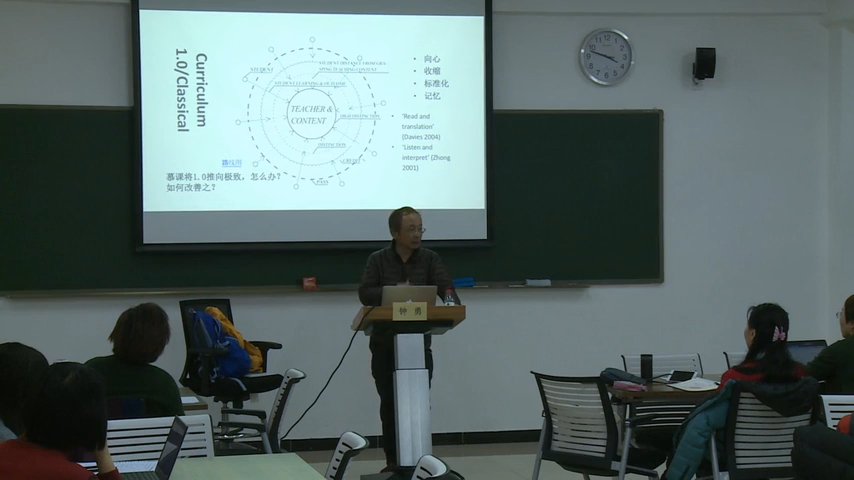 Curriculum
1.0/Classical
TEACHER &
CONTENT
• 向心
• 收缩
• 标准化
• 记忆
• 'Read and
translation'
(Davies 2004)
• 'Listen and
interpret' (Zhong
2001)
慕课将1.0推向极致，怎么办?
如何改善之?
钟 勇